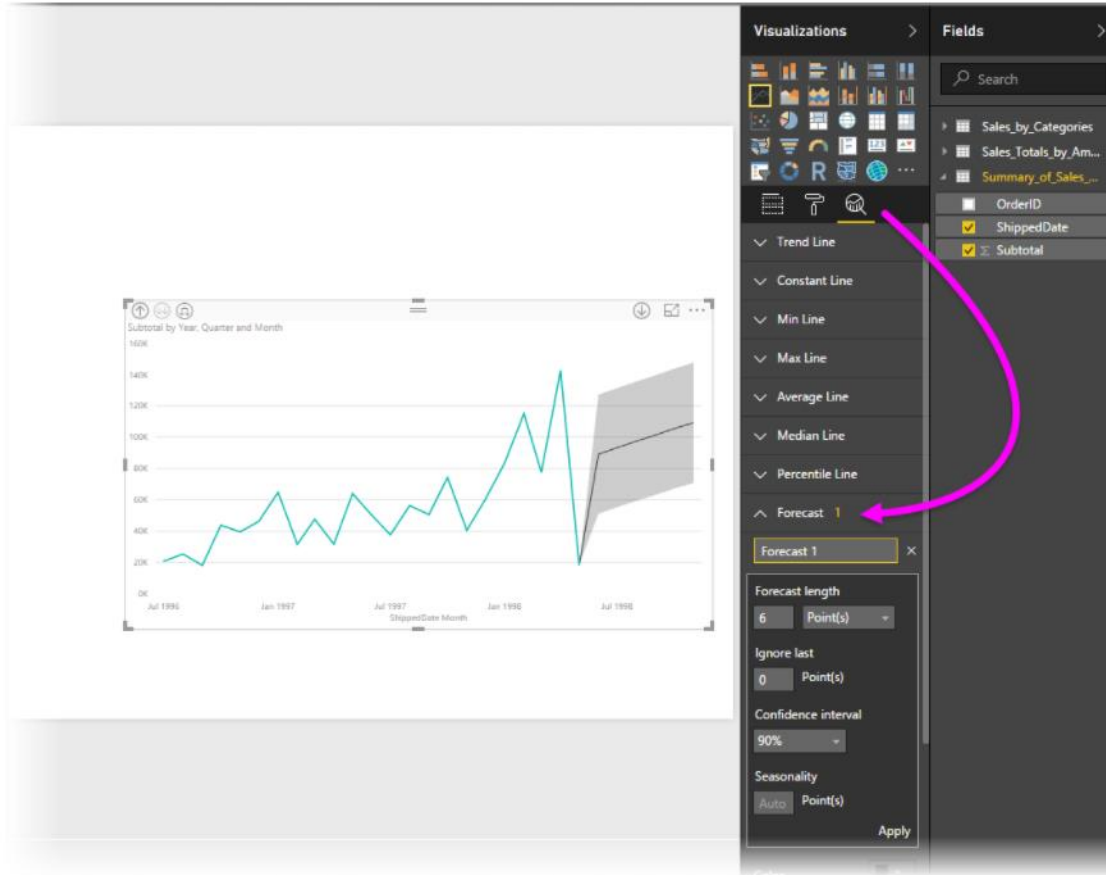 Visualizations
Fields
Search
Sales_by_Categories
Sales_Totals_by_Am...
Summary_of_Sales_...
OrderID
ShippedDate
Subtotal
Trend Line
Constant Line
Min Line
Max Line
Average Line
Median Line
Percentile Line
Forecast 1
Forecast 1
Forecast length
6 Point(s)
Ignore last
0 Point(s)
Confidence interval
90%
Seasonality
Auto Point(s)
Apply
Subtotal by Year, Quarter and Month
160K
140K
120K
100K
80K
60K
40K
20K
0K
Jul 1996 Jan 1997 Jul 1997 Jan 1998 Jul 1998
ShippedDate Month